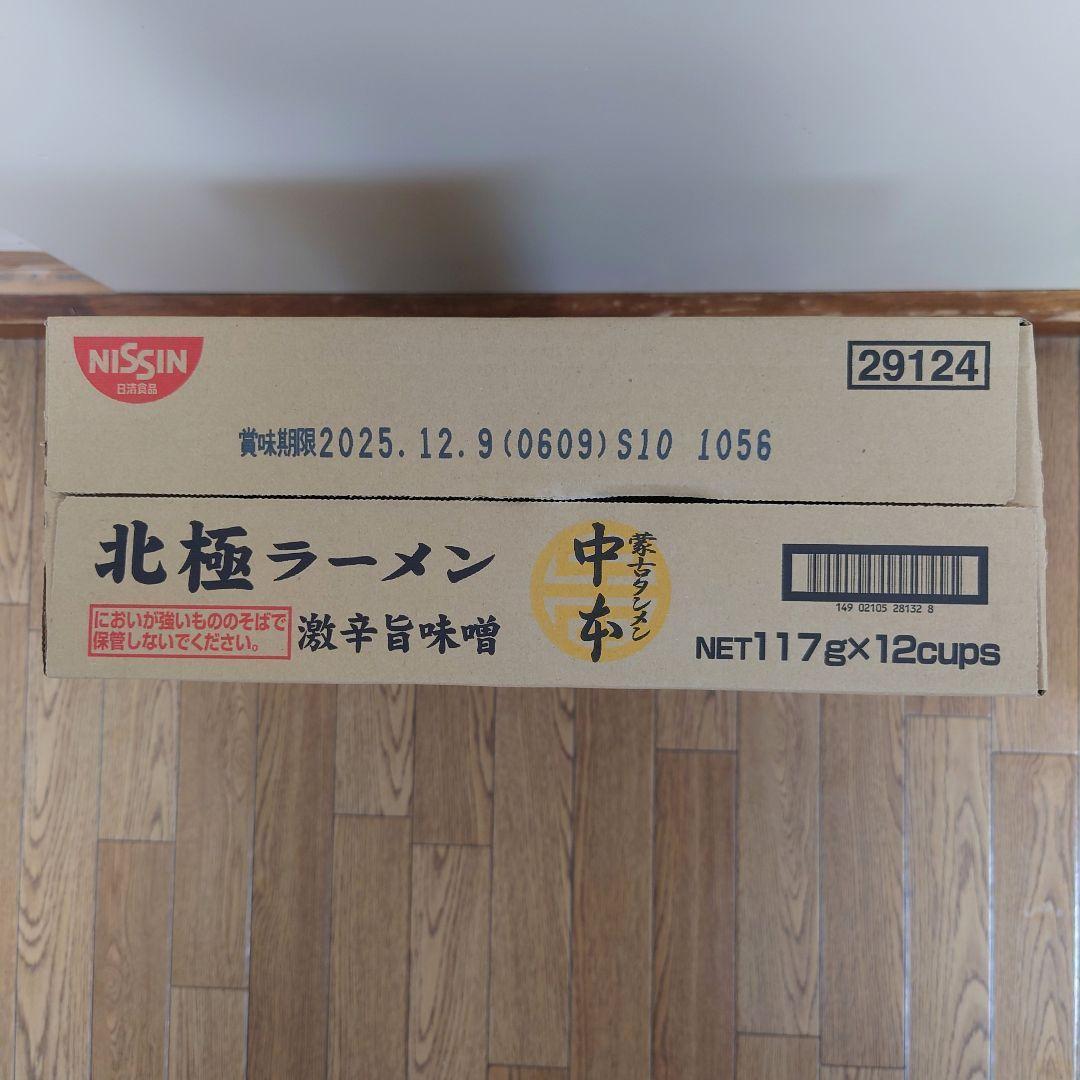 NISSIN
日清食品
29124
賞味期限2025.12.9(0609)S10 1056
北極ラーメン
においが強いもののそばで
保管しないでください。
激辛旨味噌
蒙古タンメン
中本
149 02105 28132 8
NET117g×12cups